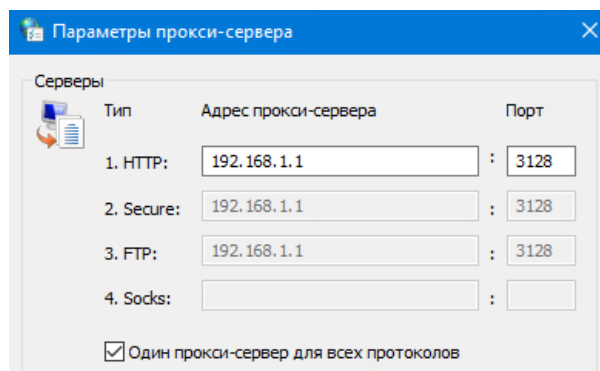 Параметры прокси-сервера
Серверы
Тип Адрес прокси-сервера Порт
1. HTTP: 192.168.1.1 : 3128
2. Secure: 192.168.1.1 : 3128
3. FTP: 192.168.1.1 : 3128
4. Socks: :
Один прокси-сервер для всех протоколов